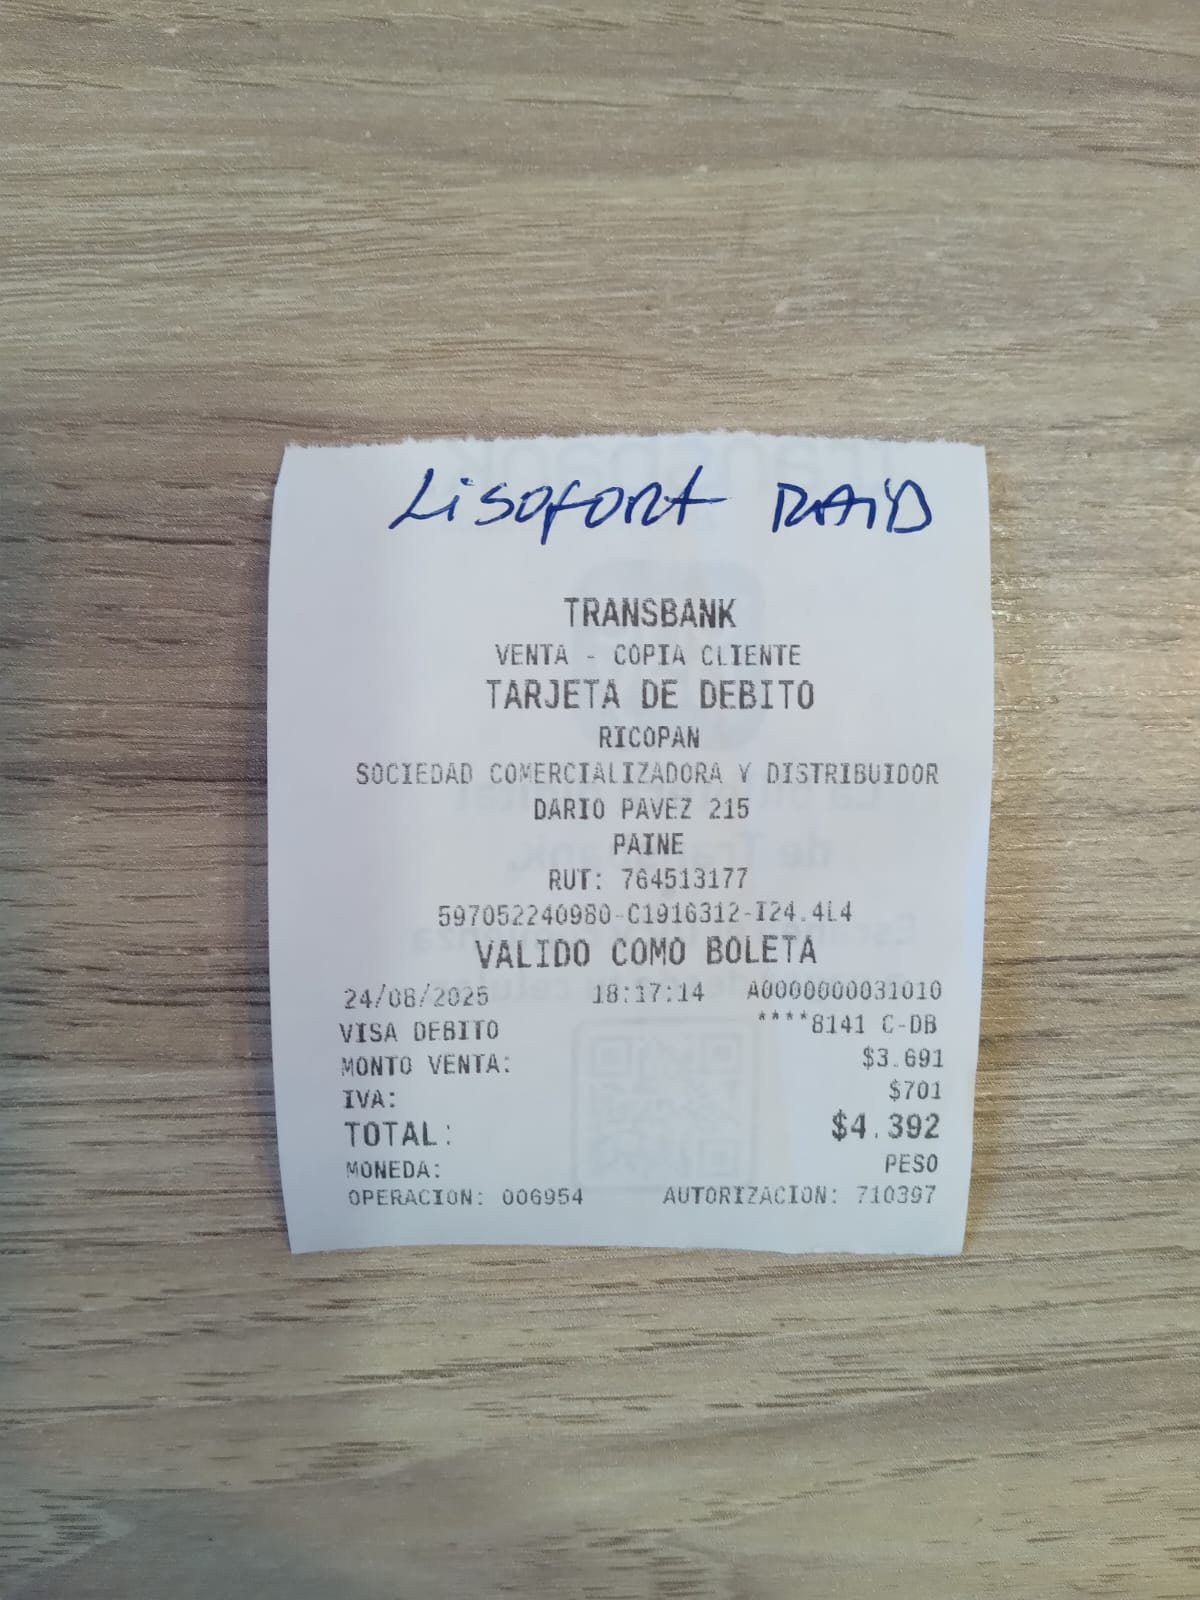 Lisofort RAID
TRANSBANK
VENTA - COPIA CLIENTE
TARJETA DE DEBITO
RICOPAN
SOCIEDAD COMERCIALIZADORA Y DISTRIBUIDOR
DARIO PAVEZ 215
PAINE
RUT: 764513177
597052240980-C1916312-I24.4L4
VALIDO COMO BOLETA
24/08/2025 18:17:14 A0000000031010
VISA DEBITO ****8141 C-DB
MONTO VENTA: $3.691
IVA: $701
TOTAL: $4.392
MONEDA: PESO
OPERACION: 006954 AUTORIZACION: 710397